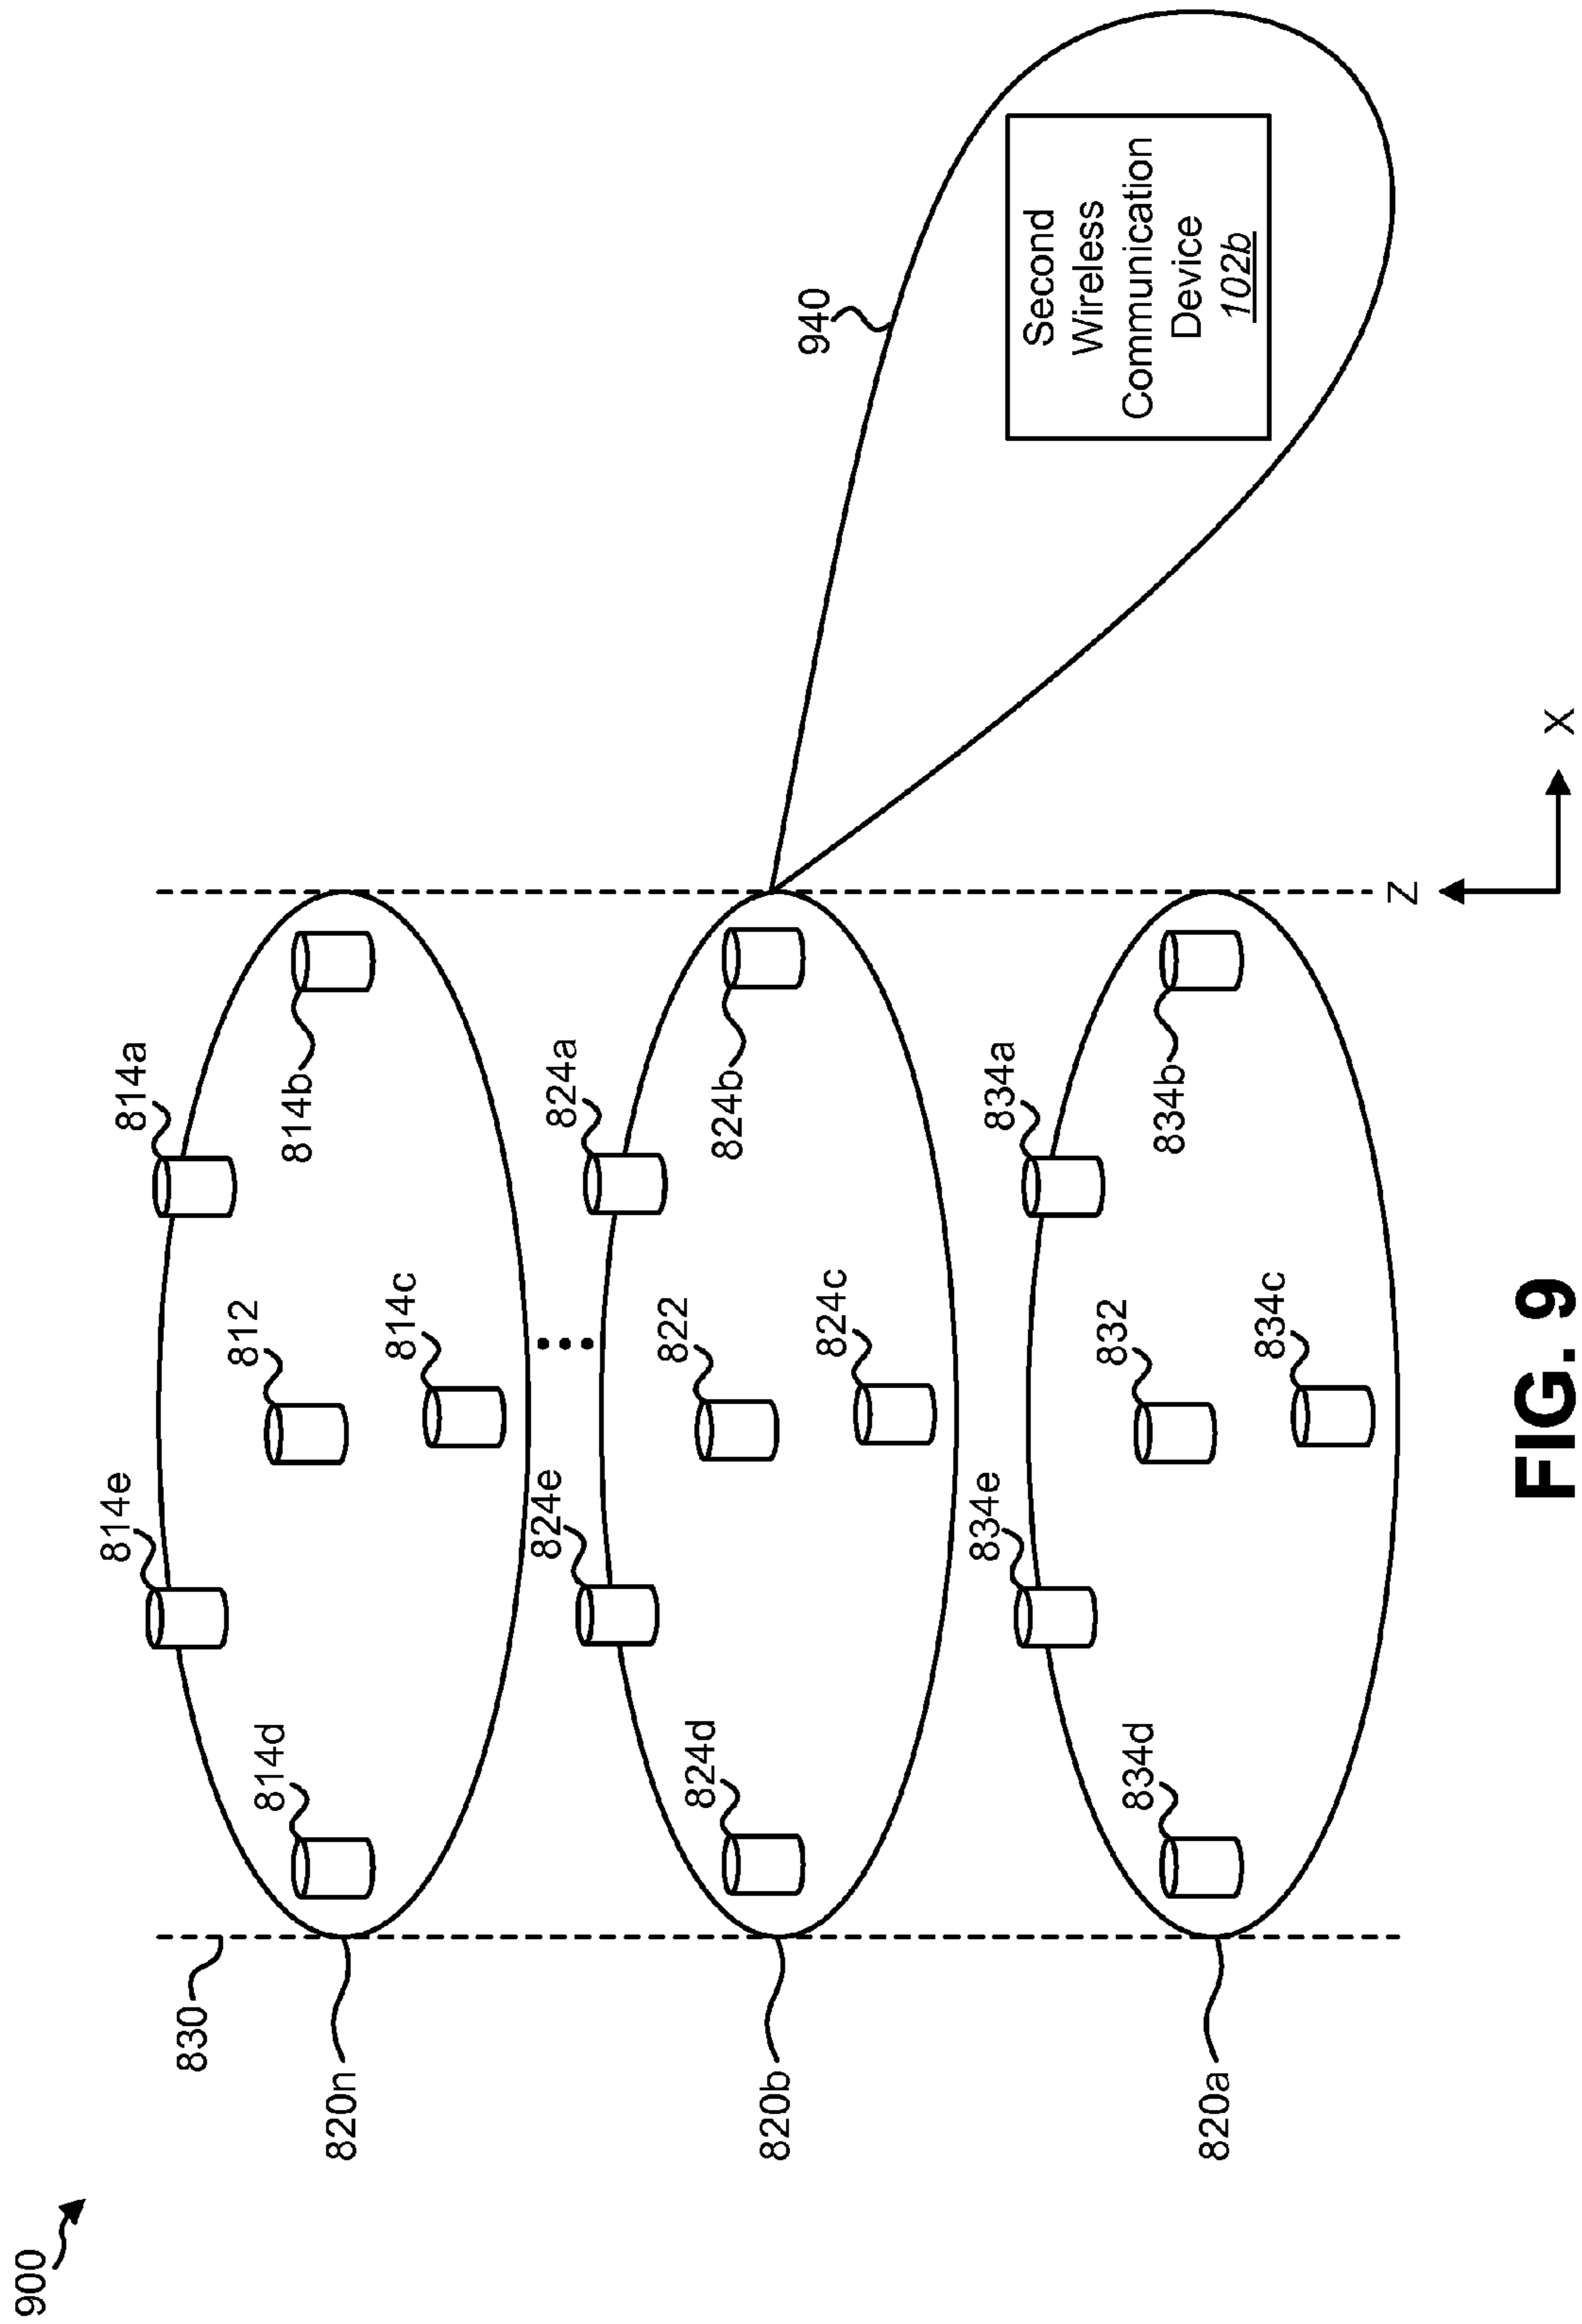 900
830
814e
814a
814d
812
814b
814c
820n
824e
824a
824d
822
824b
824c
820b
940
834e
834a
834d
832
834b
834c
820a
Second
Wireless
Communication
Device
102b
Z
X
FIG. 9